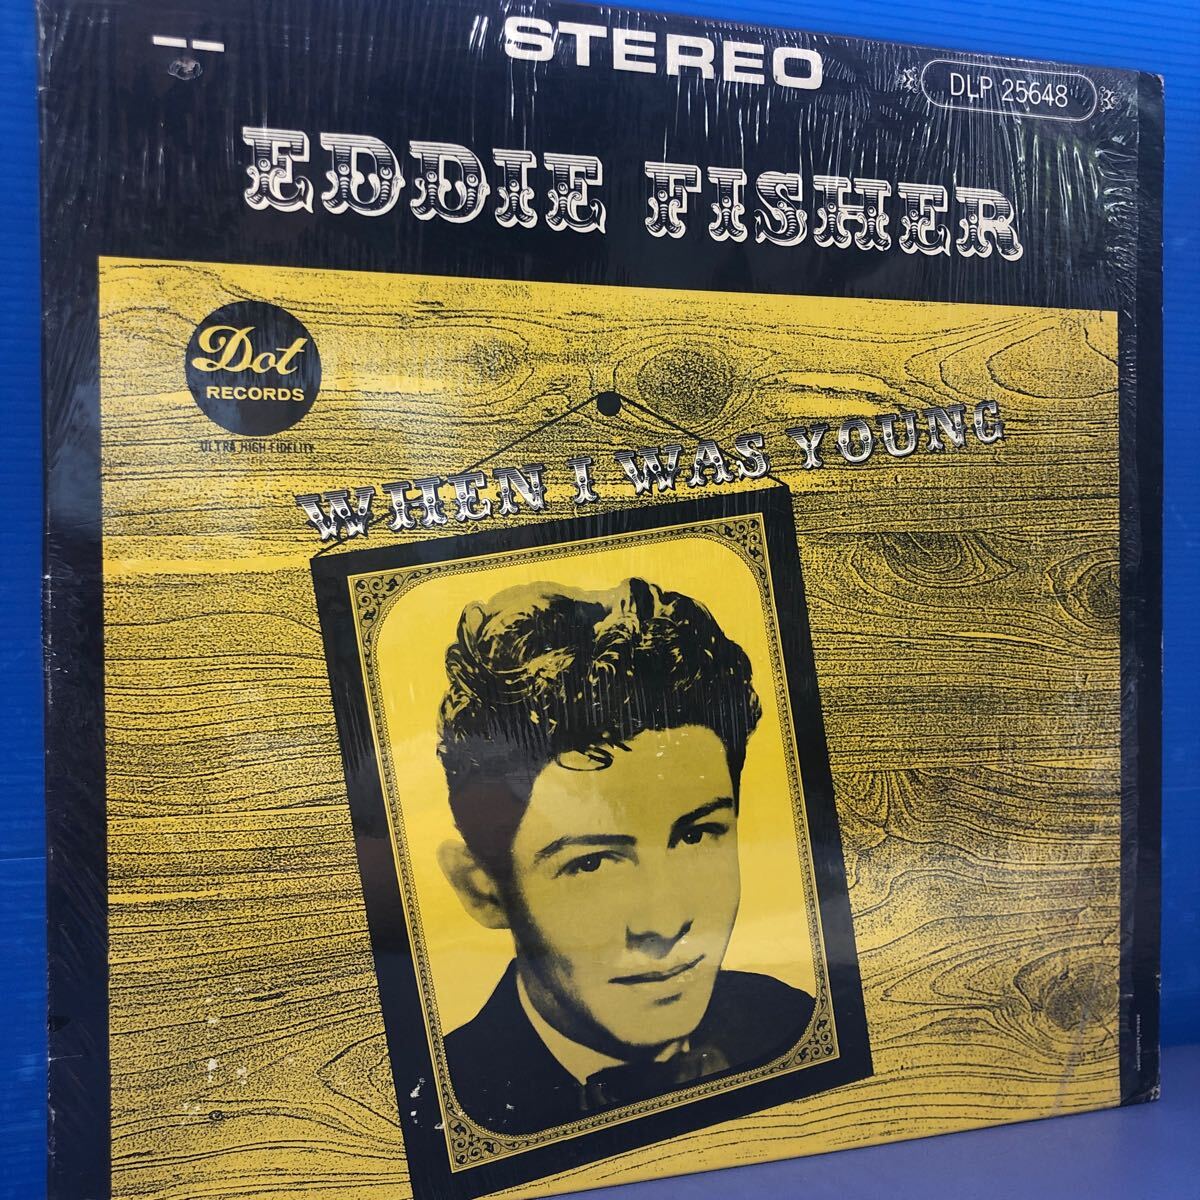 STEREO
DLP 25648
EDDIE FISHER
Dot
RECORDS
ULTRA HIGH FIDELITY
WHEN I WAS YOUNG